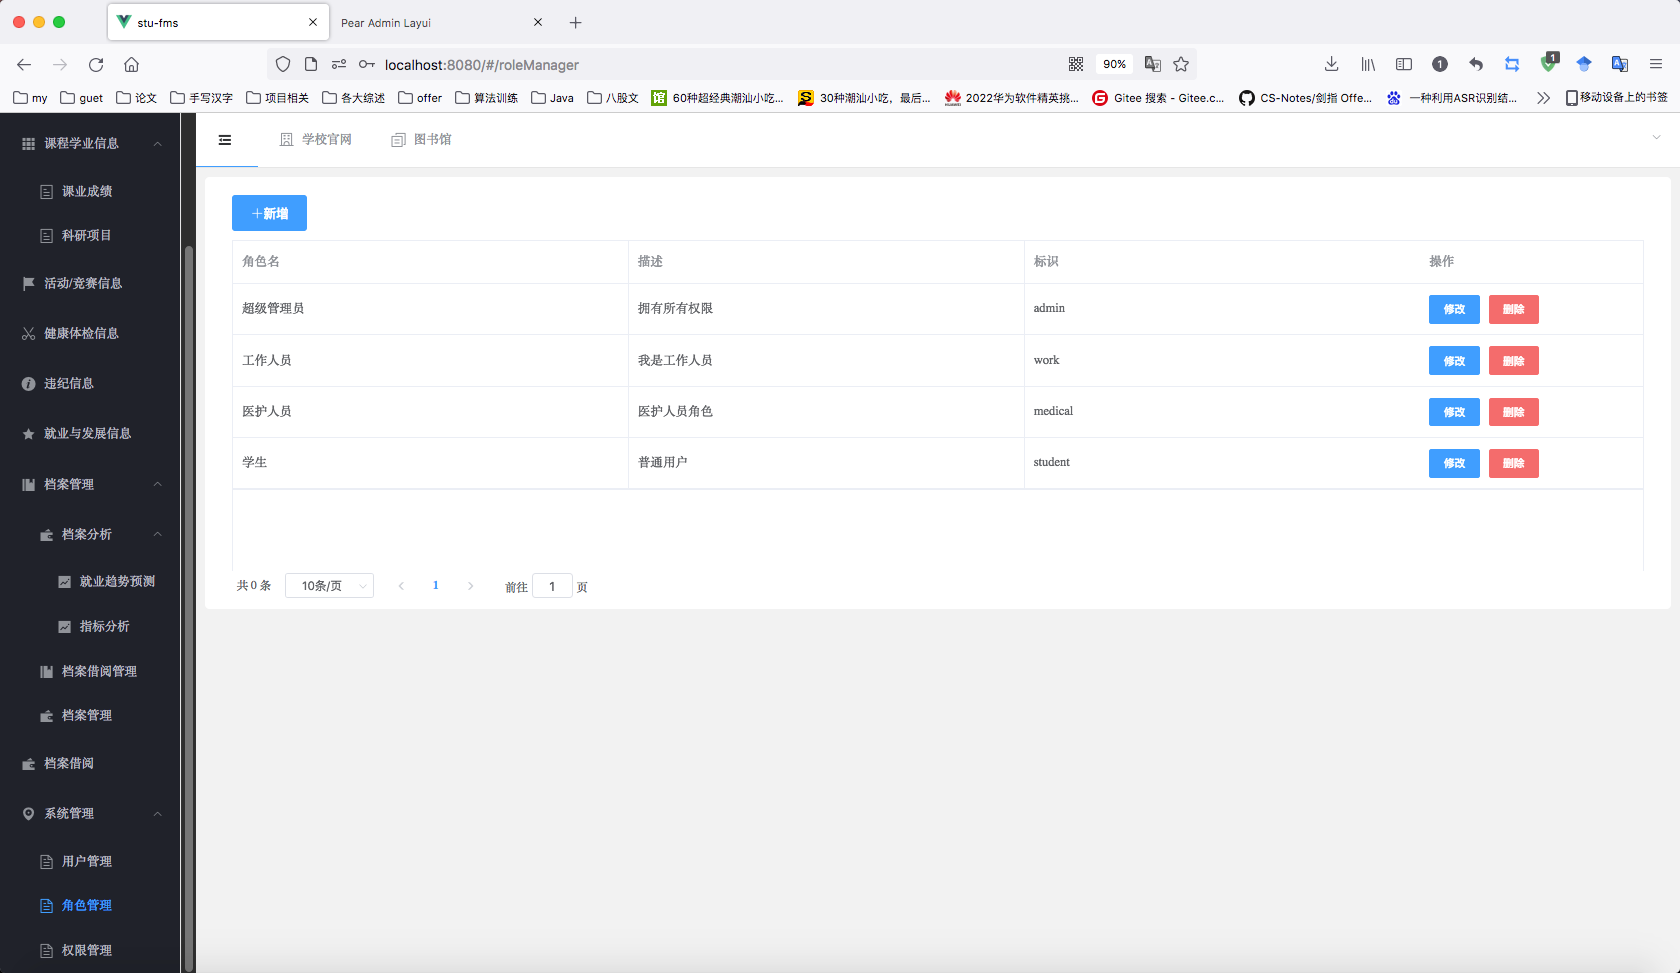 stu-fms
Pear Admin Layui
localhost:8080/#/roleManager
90%
1
1
my
guet
论文
手写汉字
项目相关
各大综述
offer
算法训练
Java
八股文
馆
60种超经典潮汕小吃...
30种潮汕小吃，最后...
2022华为软件精英挑...
Gitee 搜索 - Gitee.c...
CS-Notes/剑指 Offe...
一种利用ASR识别结...
移动设备上的书签
课程学业信息
课业成绩
科研项目
活动/竞赛信息
健康体检信息
违纪信息
就业与发展信息
档案管理
档案分析
就业趋势预测
指标分析
档案借阅管理
档案管理
档案借阅
系统管理
用户管理
角色管理
权限管理
学校官网
图书馆
+新增
角色名 描述 标识 操作
超级管理员 拥有所有权限 admin 修改 删除
工作人员 我是工作人员 work 修改 删除
医护人员 医护人员角色 medical 修改 删除
学生 普通用户 student 修改 删除
共 0 条 10条/页 1 前往 1 页